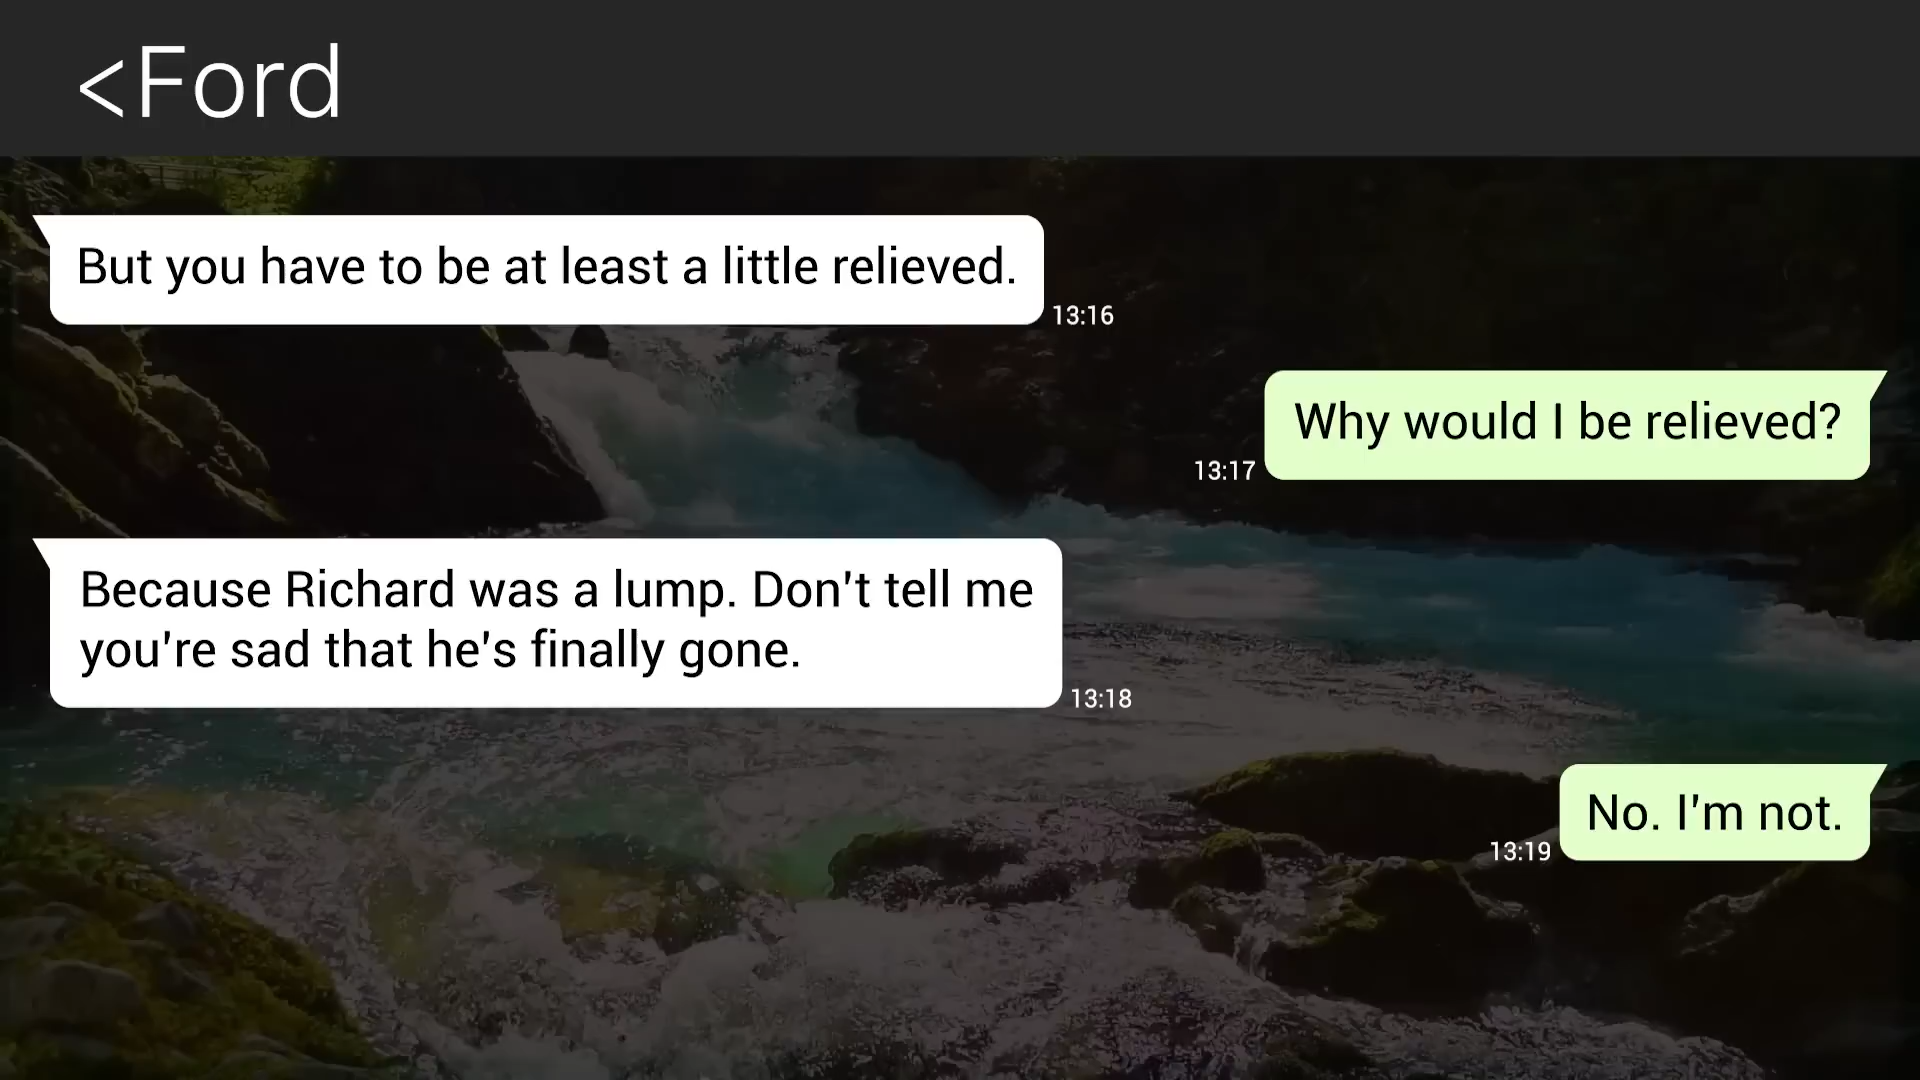 <Ford
But you have to be at least a little relieved.
13:16
Why would I be relieved?
13:17
Because Richard was a lump. Don't tell me
you're sad that he's finally gone.
13:18
No. I'm not.
13:19